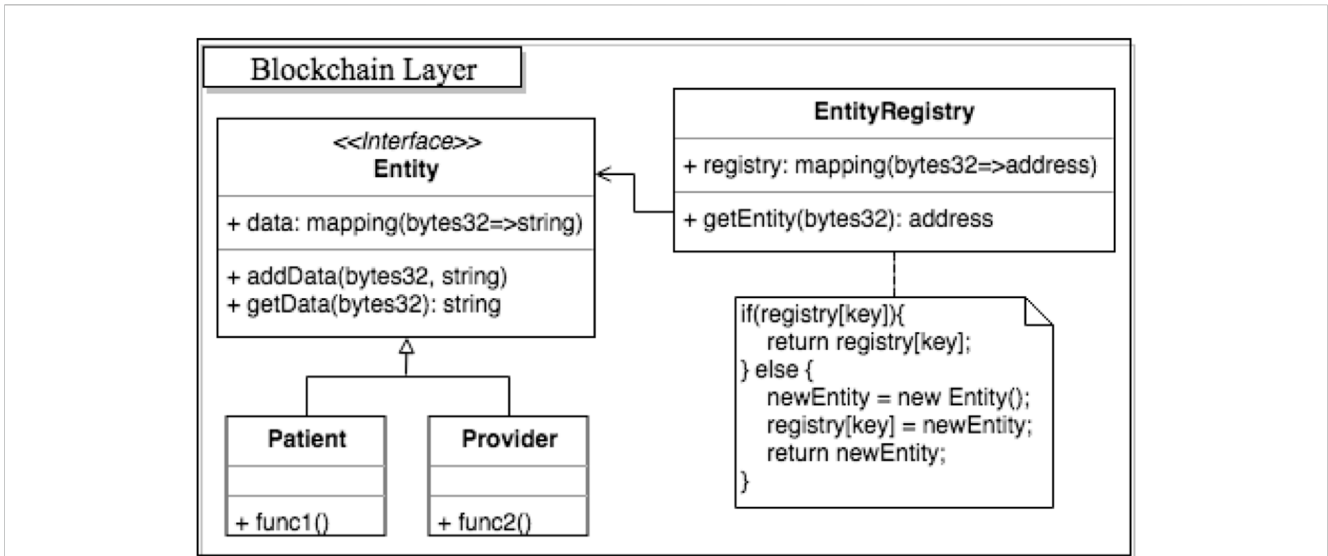 Blockchain Layer
<<Interface>>
Entity
+ data: mapping(bytes32=>string)
+ addData(bytes32, string)
+ getData(bytes32): string
EntityRegistry
+ registry: mapping(bytes32=>address)
+ getEntity(bytes32): address
if(registry[key]){
return registry[key];
} else {
newEntity = new Entity();
registry[key] = newEntity;
return newEntity;
}
Patient
+ func1()
Provider
+ func2()